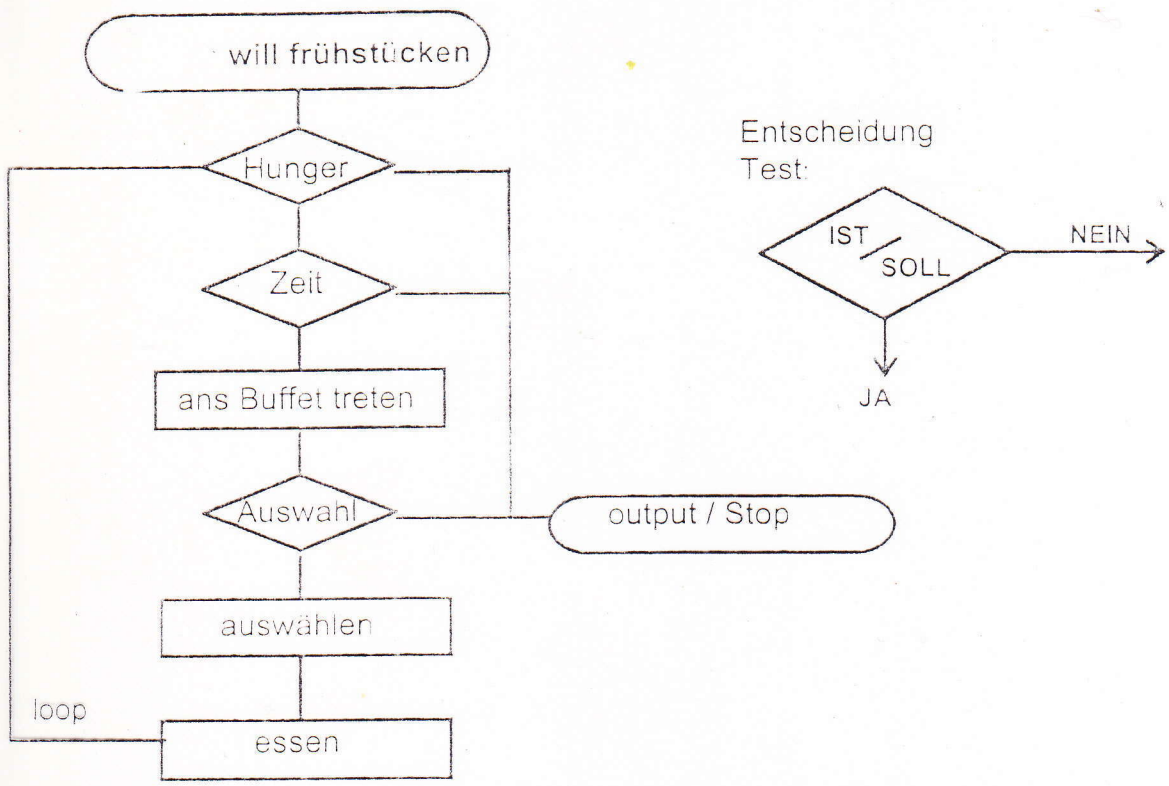 will frühstücken
Hunger
Zeit
ans Buffet treten
Auswahl
output / Stop
auswählen
loop
essen
Entscheidung
Test:
IST
SOLL
NEIN
JA